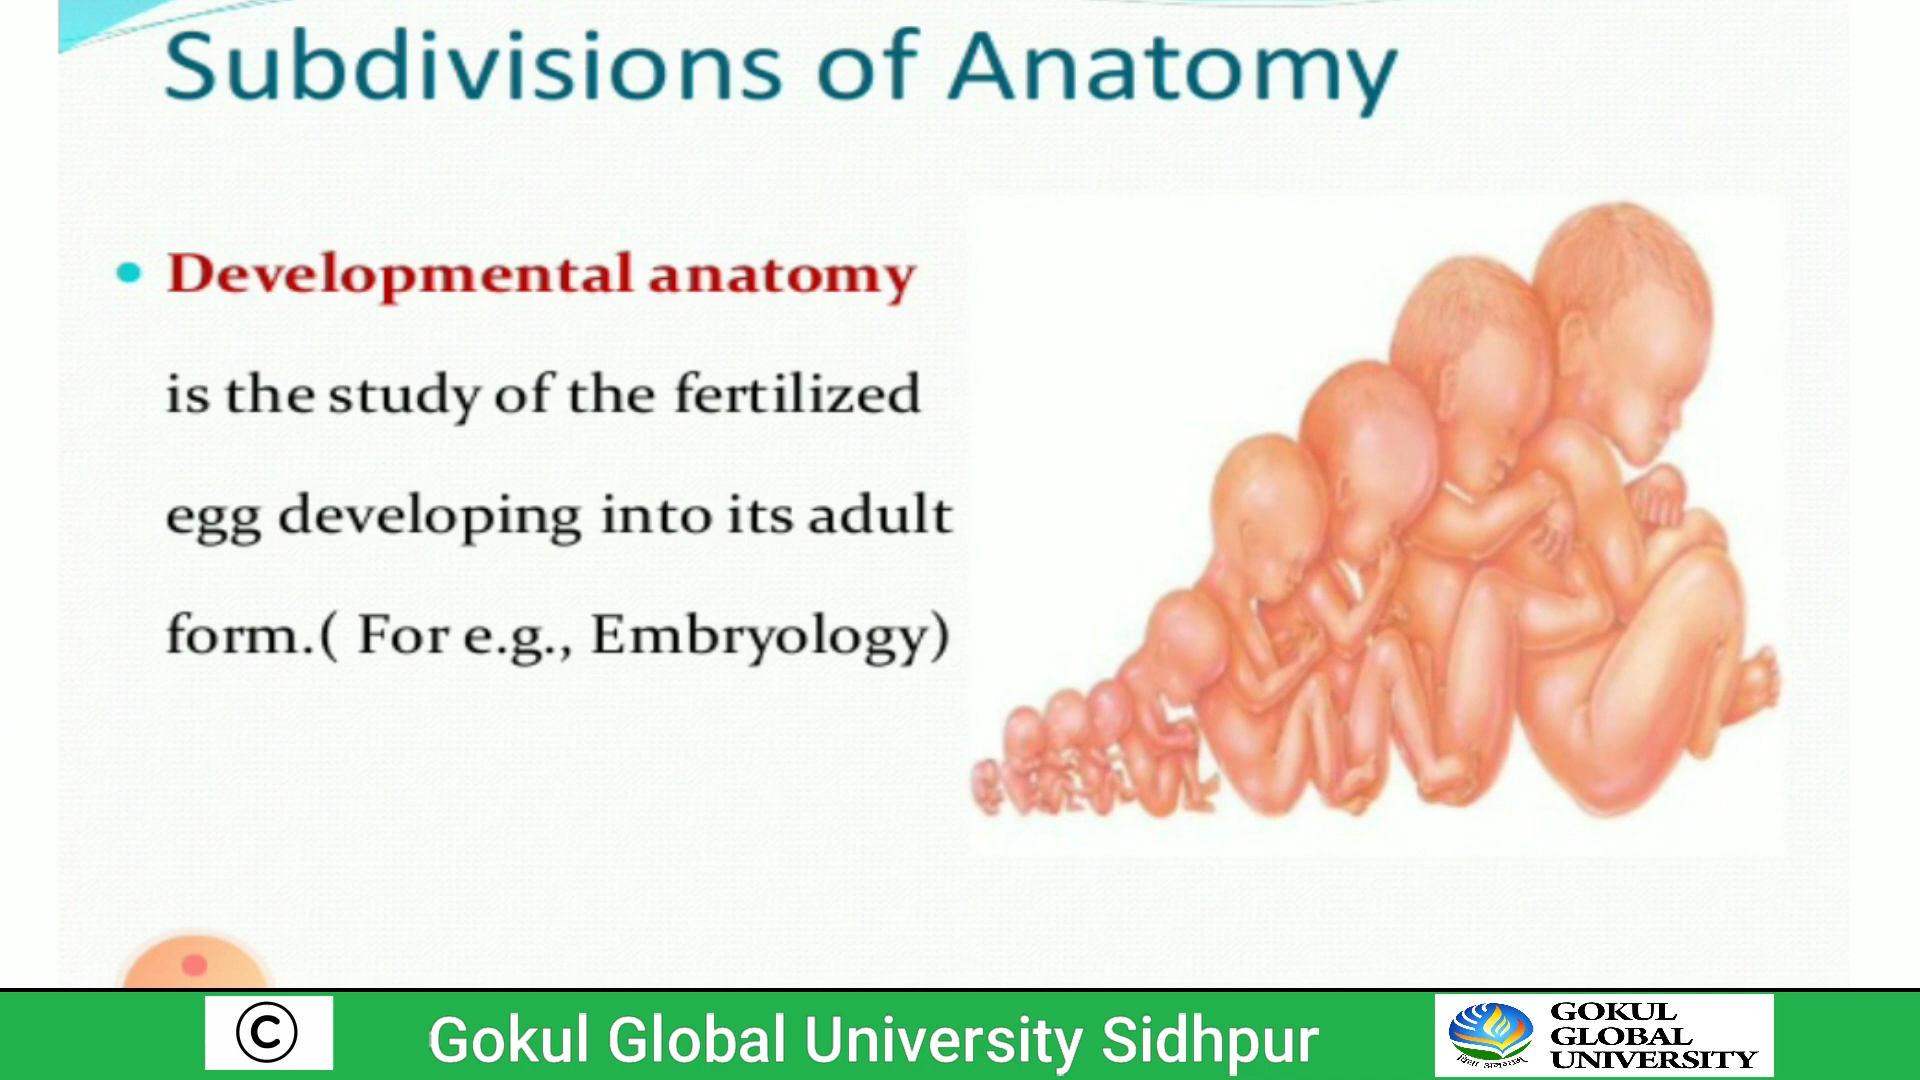 Subdivisions of Anatomy
Developmental anatomy
is the study of the fertilized
egg developing into its adult
form.( For e.g., Embryology)
©
Gokul Global University Sidhpur
GOKUL
GLOBAL
UNIVERSITY